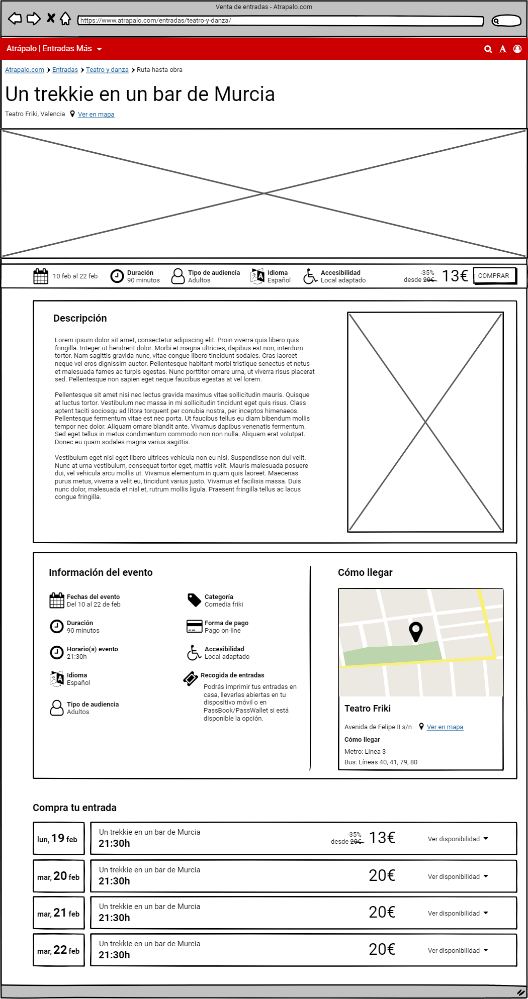 Venta de entradas - Atrapalo.com
https://www.atrapalo.com/entradas/teatro-y-danza/
Atrápalo | Entradas Más
Atrapalo.com Entradas Teatro y danza Ruta hasta obra
Un trekkie en un bar de Murcia
Teatro Friki, Valencia Ver en mapa
10 feb al 22 feb
Duración
90 minutos
Tipo de audiencia
Adultos
Idioma
Español
Accesibilidad
Local adaptado
-35%
desde 20€
13€
COMPRAR
Descripción
Lorem ipsum dolor sit amet, consectetur adipiscing elit. Proin viverra quis libero quis
fringilla. Integer ut hendrerit dolor. Morbi et magna ultricies, dapibus est non, interdum
tortor. Nam sagittis gravida nunc, vitae congue libero tincidunt sodales. Cras laoreet
neque vel eros dignissim auctor. Pellentesque habitant morbi tristique senectus et netus
et malesuada fames ac turpis egestas. Nunc porttitor ornare urna, ut viverra risus placerat
sed. Pellentesque non sapien eget neque faucibus egestas at vel lorem.
Pellentesque sit amet nisi nec lectus gravida maximus vitae sollicitudin mauris. Quisque
at luctus tortor. Vestibulum nec massa in mi sollicitudin tincidunt eget quis risus. Class
aptent taciti sociosqu ad litora torquent per conubia nostra, per inceptos himenaeos.
Pellentesque fermentum vitae est nec porta. Ut faucibus tellus eu diam bibendum mollis
tempor nec dolor. Aliquam ornare blandit ante. Vivamus dapibus venenatis fermentum.
Sed eget tellus in metus condimentum commodo non non nulla. Aliquam erat volutpat.
Donec eu quam sodales magna varius sagittis.
Vestibulum eget nisi eget libero ultrices vehicula non eu nisi. Suspendisse non dui velit.
Nunc at urna vestibulum, consequat tortor eget, mattis velit. Mauris malesuada posuere
dui, vel vehicula arcu mollis ut. Vivamus elementum in quam quis laoreet. Maecenas
purus metus, viverra a velit eu, tincidunt varius justo. Vivamus et facilisis massa. Duis
nunc dolor, malesuada et nisl et, rutrum mollis ligula. Praesent fringilla tellus ac lacus
congue fringilla.
Información del evento
Fechas del evento
Del 10 al 22 de feb
Duración
90 minutos
Horario(s) evento
21:30h
Idioma
Español
Tipo de audiencia
Adultos
Categoría
Comedia friki
Forma de pago
Pago on-line
Accesibilidad
Local adaptado
Recogida de entradas
Podrás imprimir tus entradas en
casa, llevarlas abiertas en tu
dispositivo móvil o en
PassBook/PassWallet si está
disponible la opción.
Cómo llegar
Teatro Friki
Avenida de Felipe II s/n Ver en mapa
Cómo llegar
Metro: Línea 3
Bus: Líneas 40, 41, 79, 80
Compra tu entrada
lun, 19 feb
Un trekkie en un bar de Murcia
21:30h
-35%
desde 20€
13€
Ver disponibilidad
mar, 20 feb
Un trekkie en un bar de Murcia
21:30h
20€
Ver disponibilidad
mar, 21 feb
Un trekkie en un bar de Murcia
21:30h
20€
Ver disponibilidad
mar, 22 feb
Un trekkie en un bar de Murcia
21:30h
20€
Ver disponibilidad